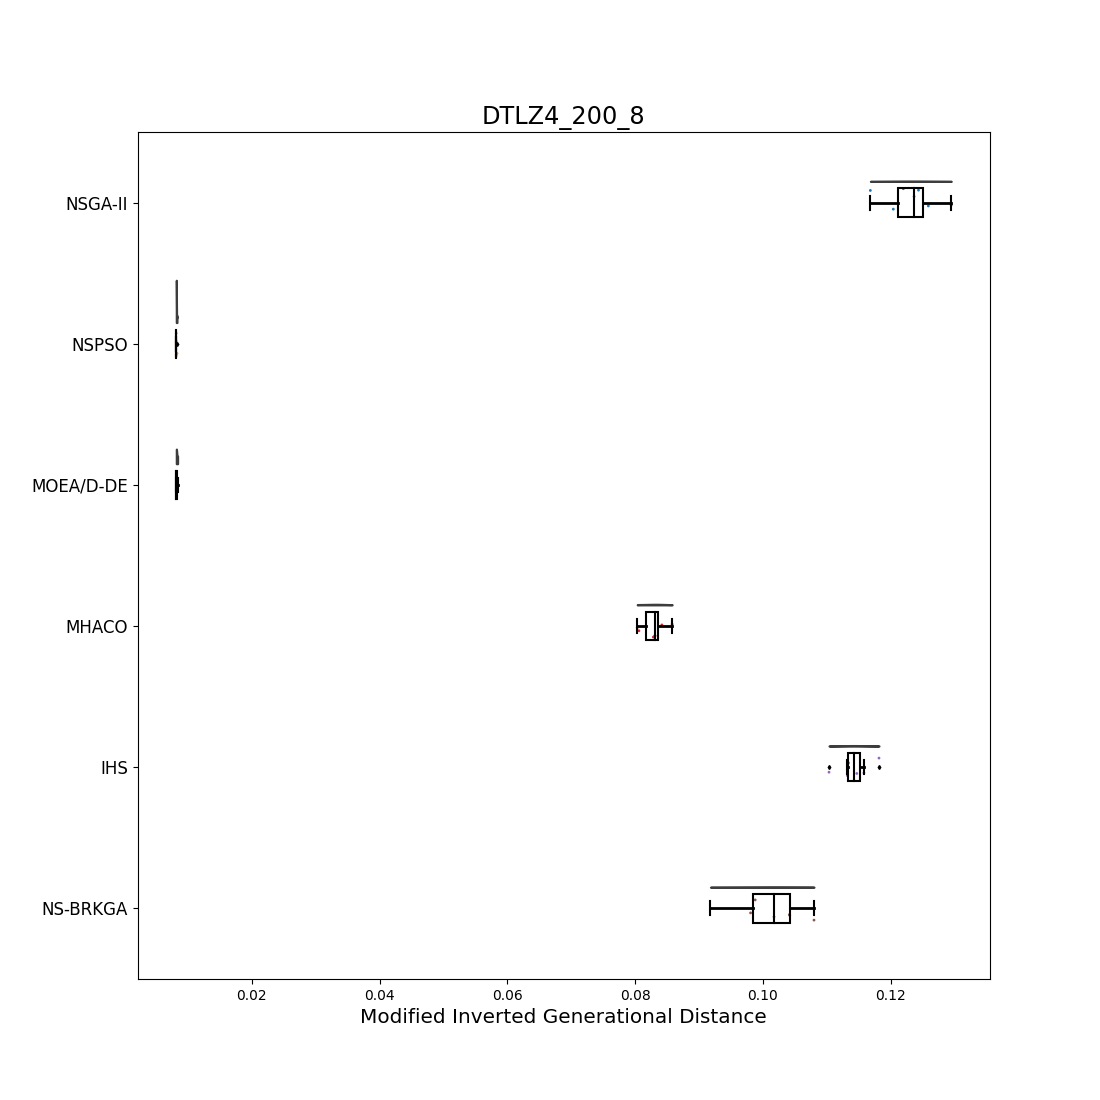 DTLZ4_200_8
NSGA-II
NSPSO
MOEA/D-DE
MHACO
IHS
NS-BRKGA
0.02 0.04 0.06 0.08 0.10 0.12
Modified Inverted Generational Distance